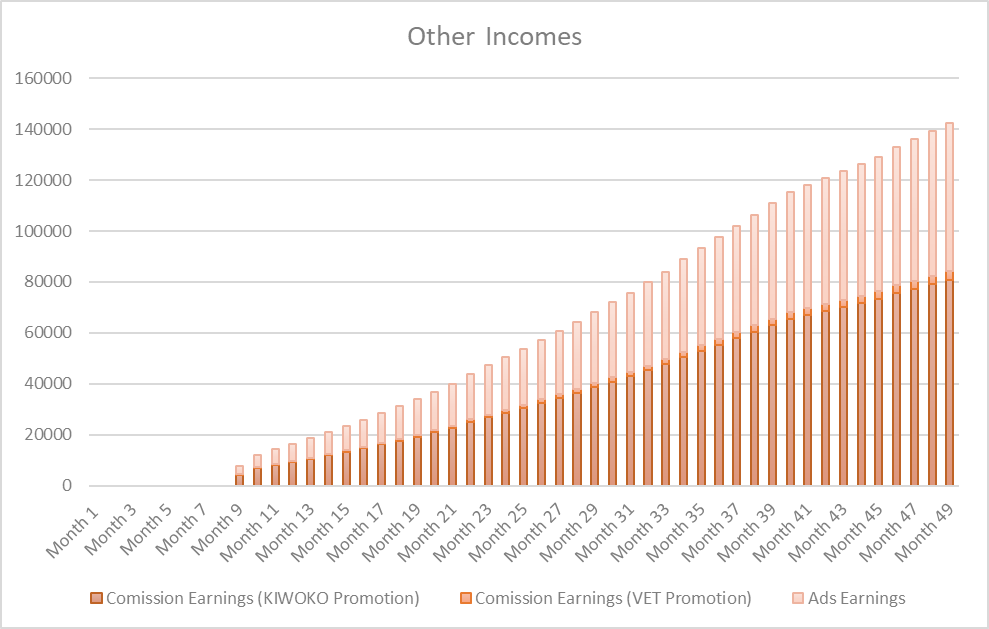 Other Incomes
160000
140000
120000
100000
80000
60000
40000
20000
0
Month 1
Month 3
Month 5
Month 7
Month 9
Month 11
Month 13
Month 15
Month 17
Month 19
Month 21
Month 23
Month 25
Month 27
Month 29
Month 31
Month 33
Month 35
Month 37
Month 39
Month 41
Month 43
Month 45
Month 47
Month 49
Comission Earnings (KIWOKO Promotion)
Comission Earnings (VET Promotion)
Ads Earnings